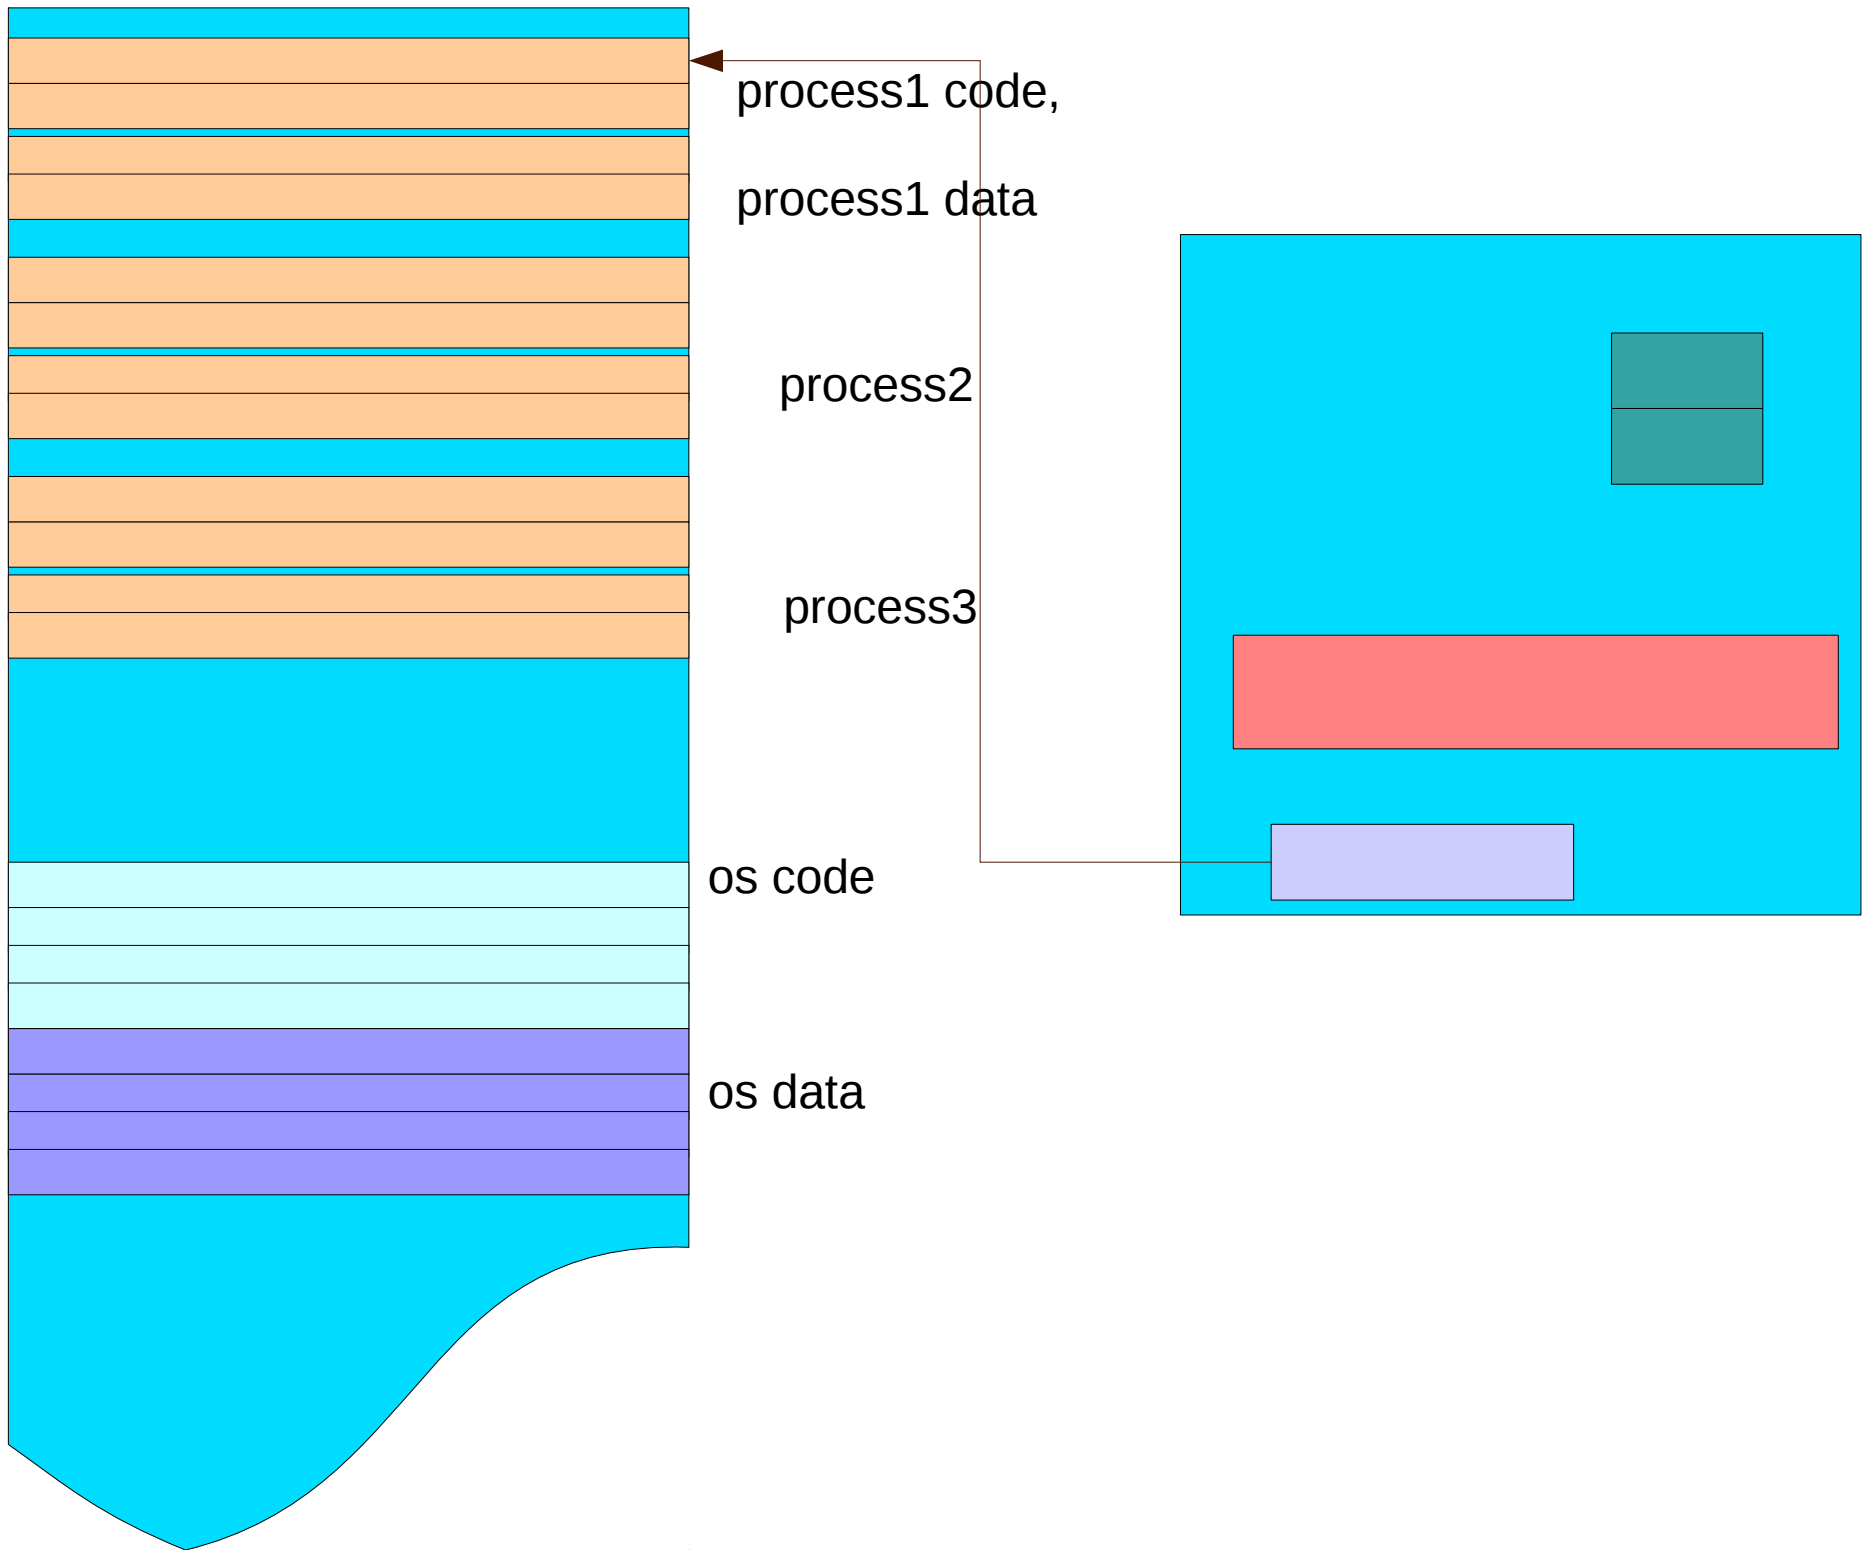 process1 code,
process1 data
process2
process3
os code
os data